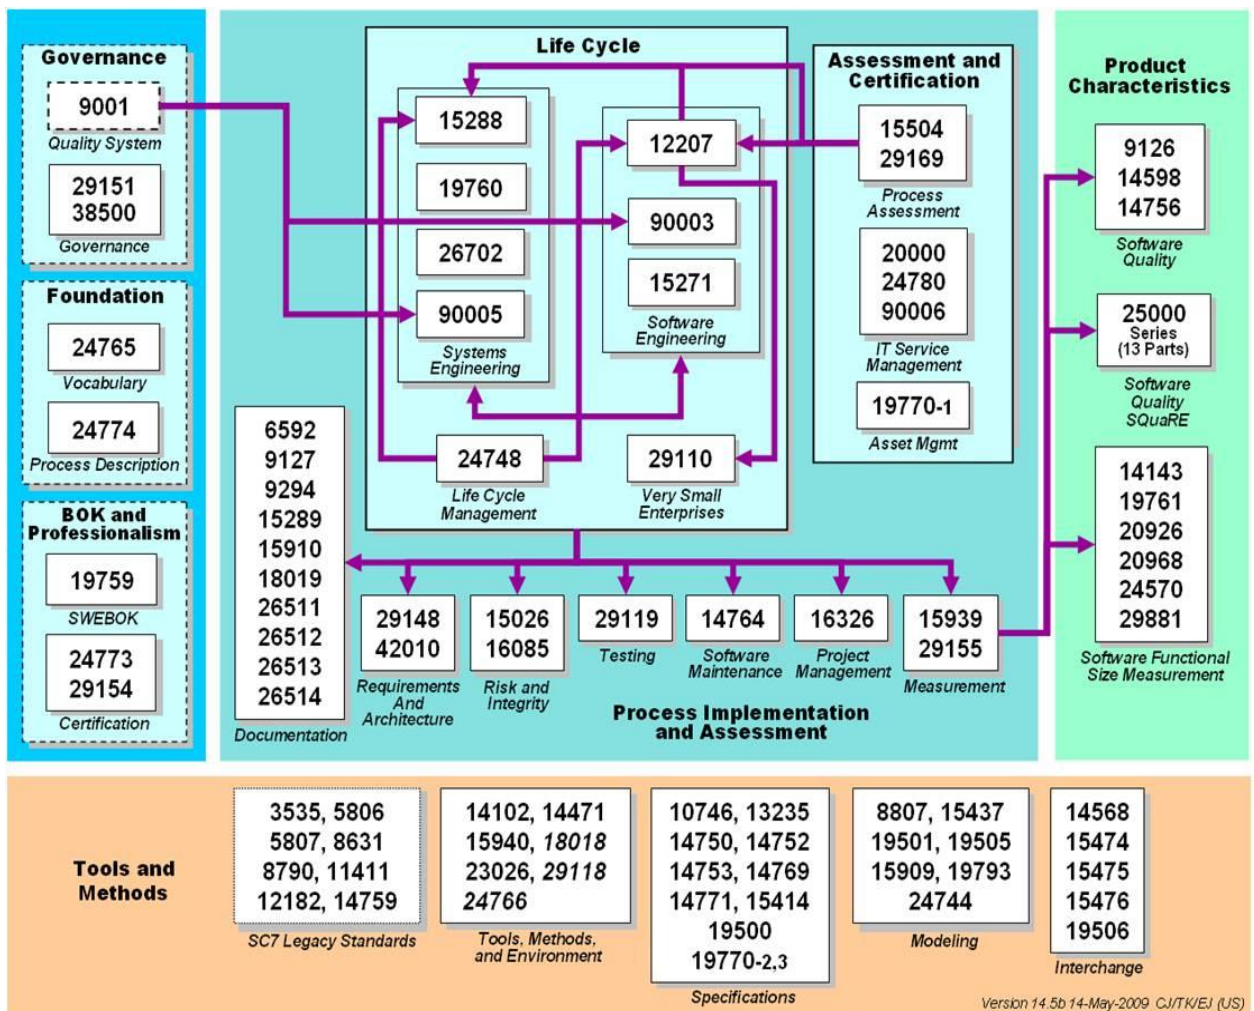 Governance
9001
Quality System
29151
38500
Governance
Foundation
24765
Vocabulary
24774
Process Description
BOK and
Professionalism
19759
SWEBOK
24773
29154
Certification
Life Cycle
15288
19760
26702
90005
Systems
Engineering
12207
90003
15271
Software
Engineering
24748
Life Cycle
Management
29110
Very Small
Enterprises
Assessment and
Certification
15504
29169
Process
Assessment
20000
24780
90006
IT Service
Management
19770-1
Asset Mgmt
6592
9127
9294
15289
15910
18019
26511
26512
26513
26514
Documentation
29148
42010
Requirements
And
Architecture
15026
16085
Risk and
Integrity
29119
Testing
14764
Software
Maintenance
16326
Project
Management
15939
29155
Measurement
Process Implementation
and Assessment
Product
Characteristics
9126
14598
14756
Software
Quality
25000
Series
(13 Parts)
Software
Quality
SQuaRE
14143
19761
20926
20968
24570
29881
Software Functional
Size Measurement
Tools and
Methods
3535, 5806
5807, 8631
8790, 11411
12182, 14759
SC7 Legacy Standards
14102, 14471
15940, 18018
23026, 29118
24766
Tools, Methods,
and Environment
10746, 13235
14750, 14752
14753, 14769
14771, 15414
19500
19770-2,3
Specifications
8807, 15437
19501, 19505
15909, 19793
24744
Modeling
14568
15474
15475
15476
19506
Interchange
Version 14.5b 14-May-2009 CJ/TK/EJ (US)